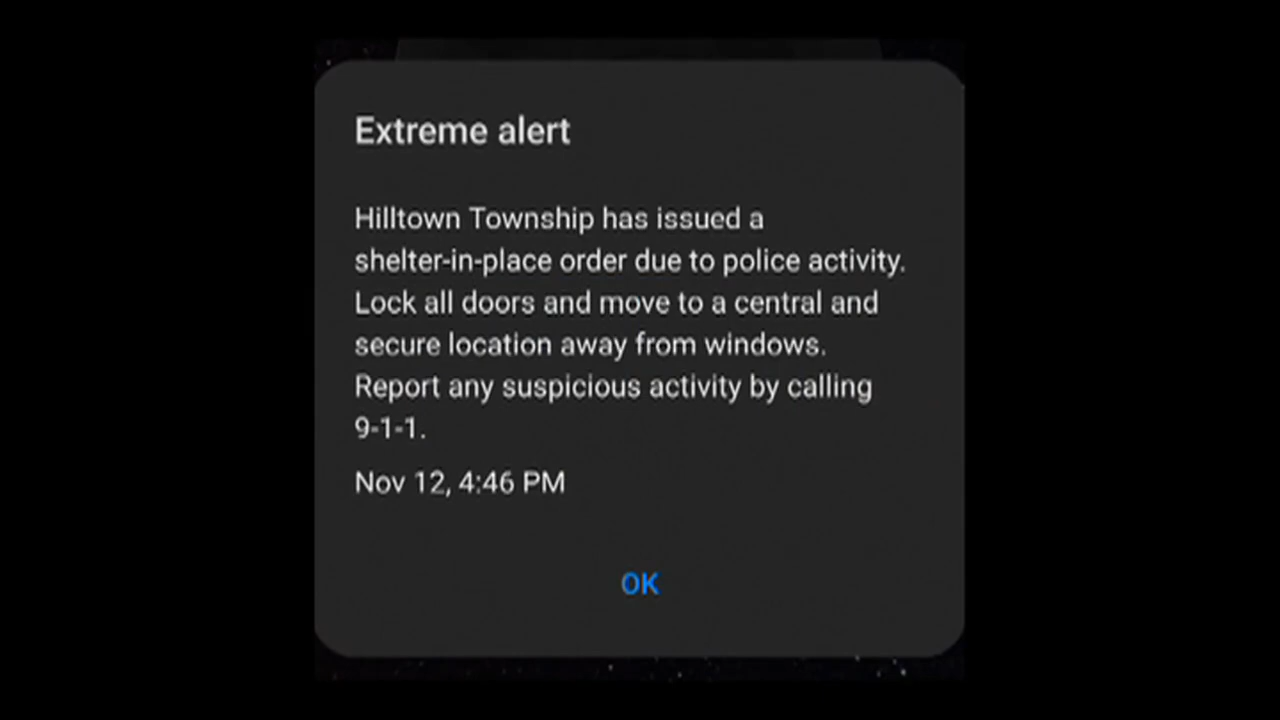 Extreme alert
Hilltown Township has issued a
shelter-in-place order due to police activity.
Lock all doors and move to a central and
secure location away from windows.
Report any suspicious activity by calling
9-1-1.
Nov 12, 4:46 PM
OK